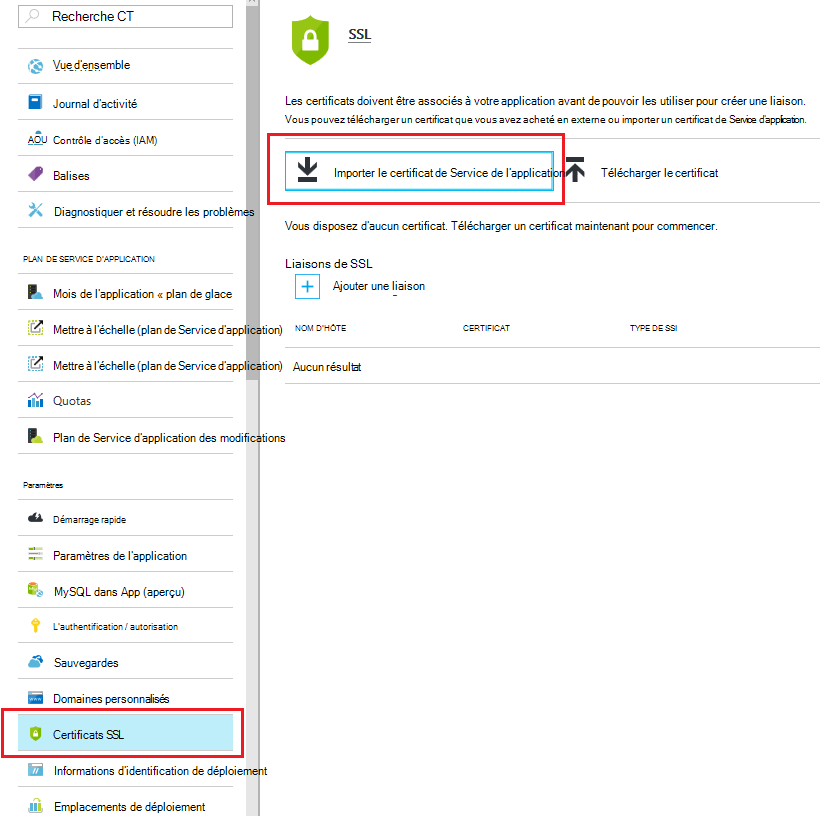 Recherche CT
Vue d'ensemble
Journal d'activité
Contrôle d'accès (IAM)
Balises
Diagnostiquer et résoudre les problèmes
PLAN DE SERVICE D'APPLICATION
Mois de l'application « plan de glace
Mettre à l'échelle (plan de Service d'application)
Mettre à l'échelle (plan de Service d'application)
Quotas
Plan de Service d'application des modifications
Paramètres
Démarrage rapide
Paramètres de l'application
MySQL dans App (aperçu)
L'authentification / autorisation
Sauvegardes
Domaines personnalisés
Certificats SSL
Informations d'identification de déploiement
Emplacements de déploiement
SSL
Les certificats doivent être associés à votre application avant de pouvoir les utiliser pour créer une liaison.
Vous pouvez télécharger un certificat que vous avez acheté en externe ou importer un certificat de Service d'application.
Importer le certificat de Service de l'application
Télécharger le certificat
Vous disposez d'aucun certificat. Télécharger un certificat maintenant pour commencer.
Liaisons de SSL
Ajouter une liaison
NOM D'HÔTE CERTIFICAT TYPE DE SSI
Aucun résultat